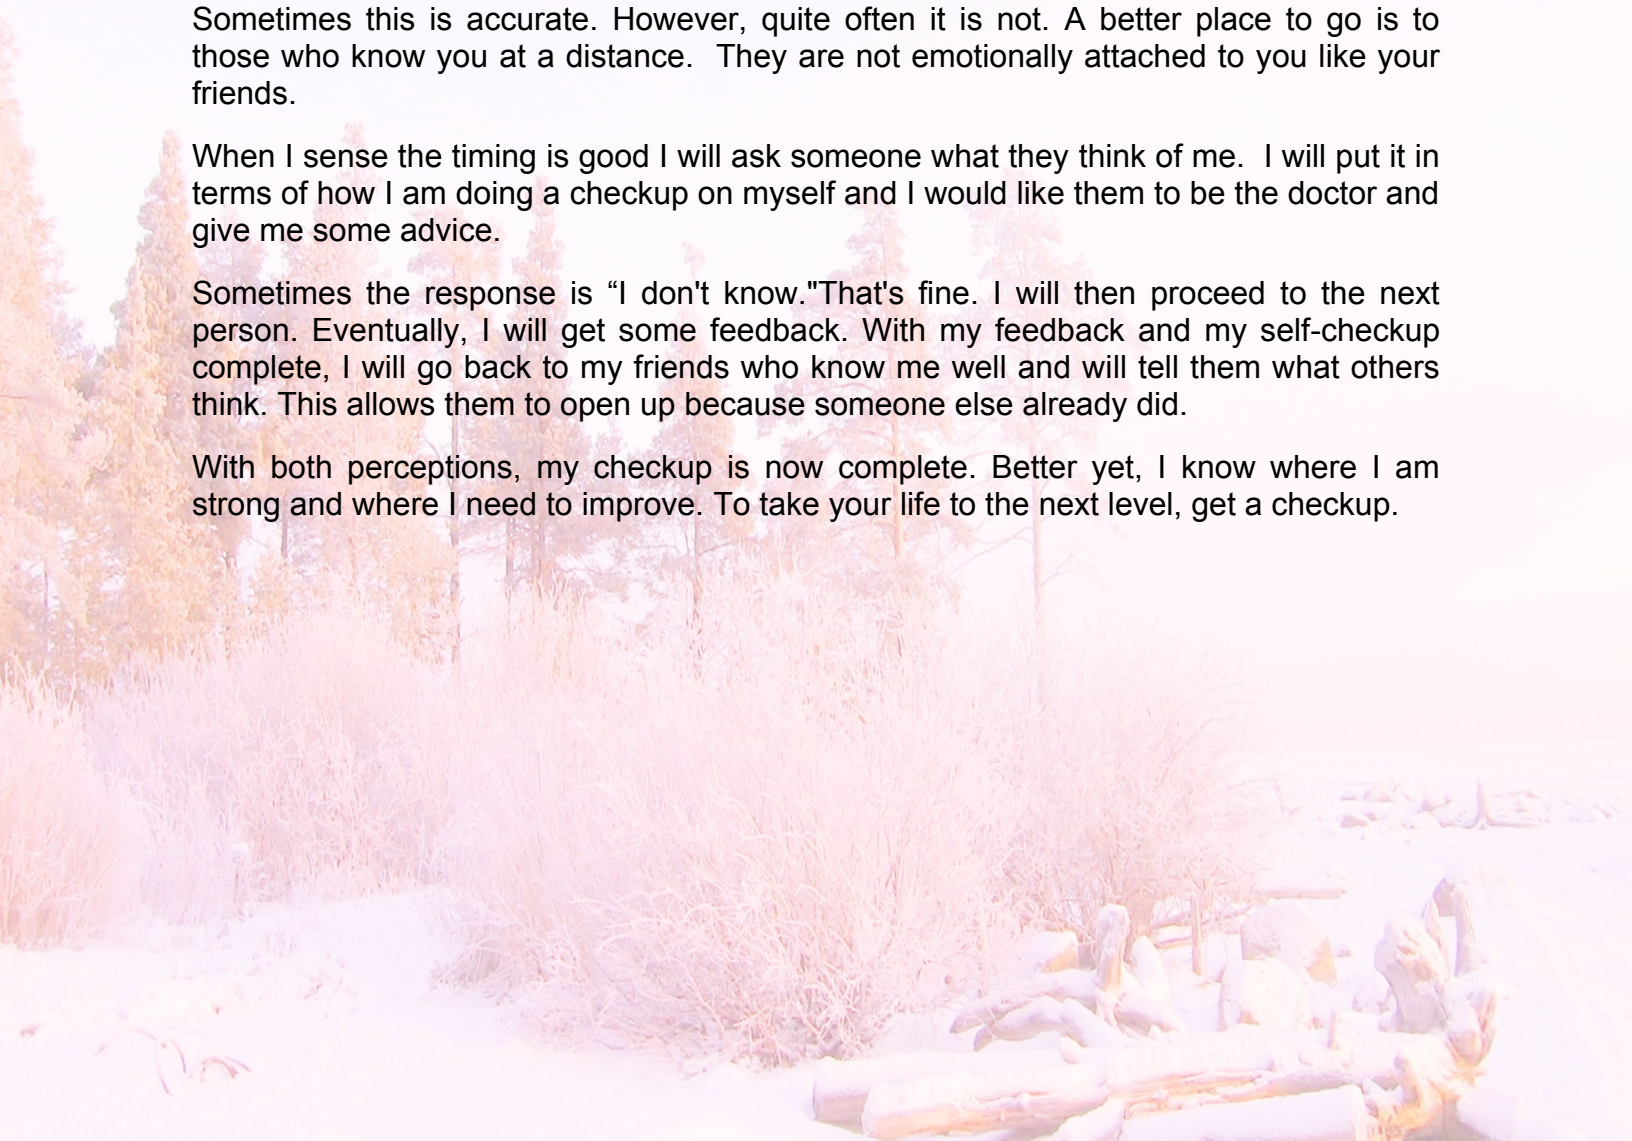 Sometimes this is accurate. However, quite often it is not. A better place to go is to
those who know you at a distance.  They are not emotionally attached to you like your
friends.
When I sense the timing is good I will ask someone what they think of me.  I will put it in
terms of how I am doing a checkup on myself and I would like them to be the doctor and
give me some advice.
Sometimes the response is “I don't know."That's fine. I will then proceed to the next
person. Eventually, I will get some feedback. With my feedback and my self-checkup
complete, I will go back to my friends who know me well and will tell them what others
think. This allows them to open up because someone else already did.
With both perceptions, my checkup is now complete. Better yet, I know where I am
strong and where I need to improve. To take your life to the next level, get a checkup.